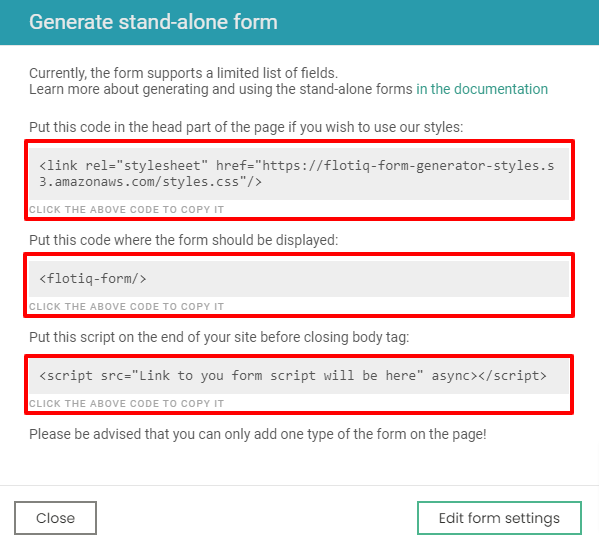 Generate stand-alone form
Currently, the form supports a limited list of fields.
Learn more about generating and using the stand-alone forms in the documentation
Put this code in the head part of the page if you wish to use our styles:
<link rel="stylesheet" href="https://flotiq-form-generator-styles.s
3.amazonaws.com/styles.css"/>
CLICK THE ABOVE CODE TO COPY IT
Put this code where the form should be displayed:
<flotiq-form/>
CLICK THE ABOVE CODE TO COPY IT
Put this script on the end of your site before closing body tag:
<script src="Link to you form script will be here" async></script>
CLICK THE ABOVE CODE TO COPY IT
Please be advised that you can only add one type of the form on the page!
Close
Edit form settings